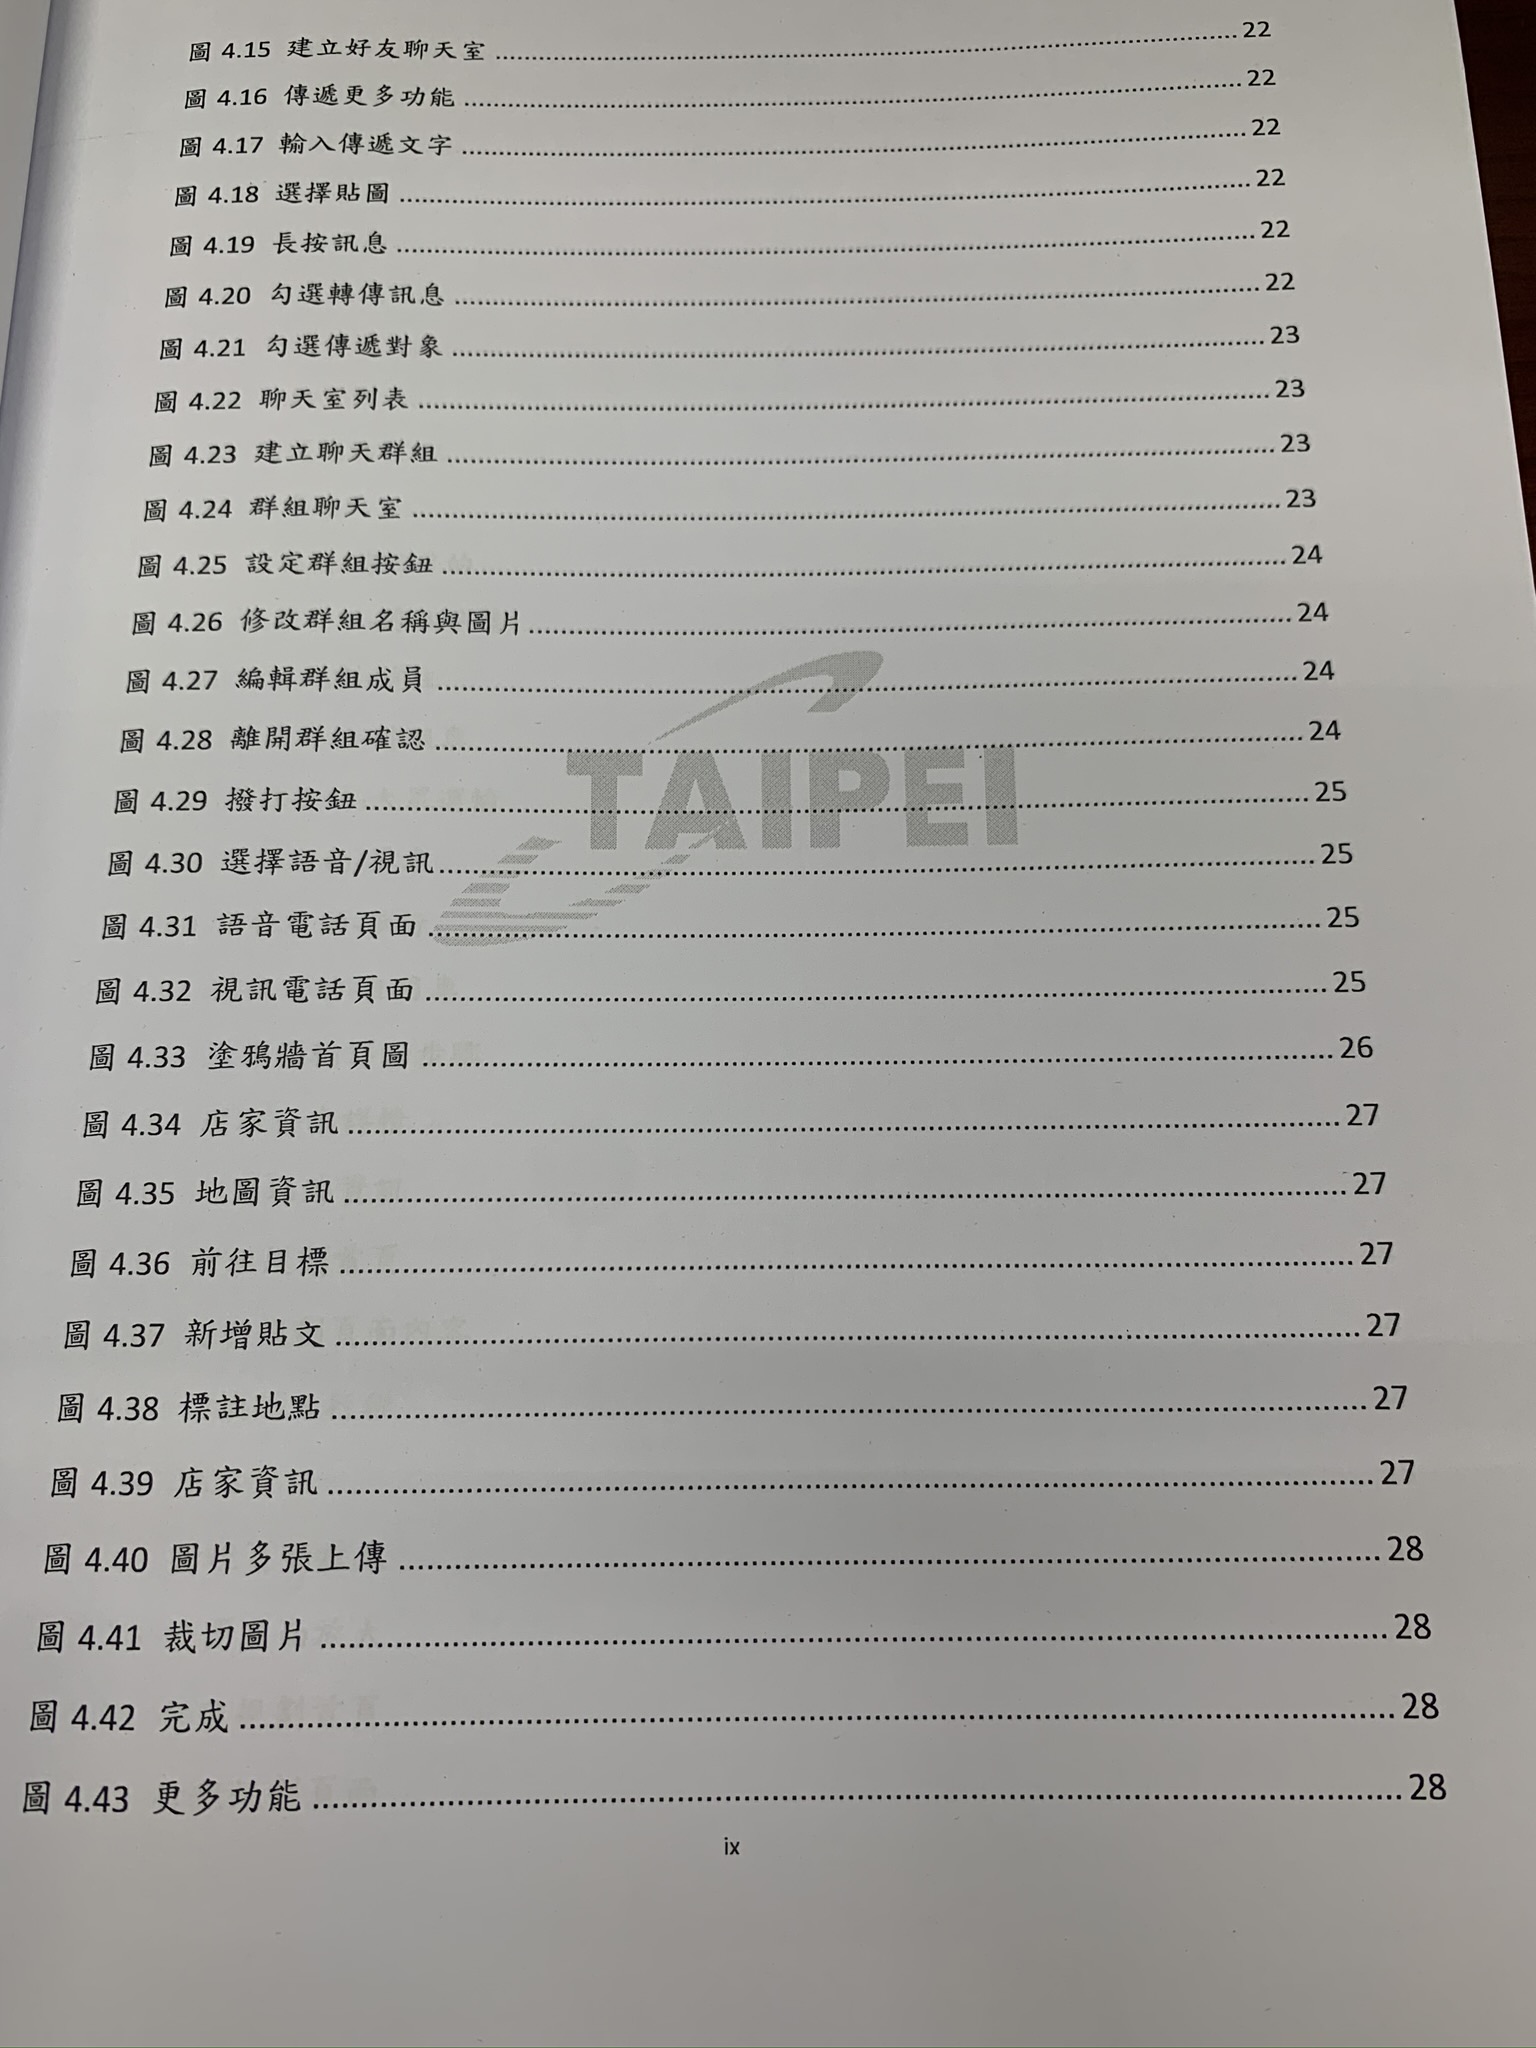 圖 4.15 建立好友聊天室 22
圖 4.16 傳遞更多功能 22
圖 4.17 輸入傳遞文字 22
圖 4.18 選擇貼圖 22
圖 4.19 長按訊息 22
圖 4.20 勾選轉傳訊息 22
圖 4.21 勾選傳遞對象 23
圖 4.22 聊天室列表 23
圖 4.23 建立聊天群組 23
圖 4.24 群組聊天室 23
圖 4.25 設定群組按鈕 24
圖 4.26 修改群組名稱與圖片 24
圖 4.27 編輯群組成員 24
圖 4.28 離開群組確認 24
TAIPEI
圖 4.29 撥打按鈕 25
圖 4.30 選擇語音/視訊 25
圖 4.31 語音電話頁面 25
圖 4.32 視訊電話頁面 25
圖 4.33 塗鴉牆首頁圖 26
圖 4.34 店家資訊 27
圖 4.35 地圖資訊 27
圖 4.36 前往目標 27
圖 4.37 新增貼文 27
圖 4.38 標註地點 27
圖 4.39 店家資訊 27
圖 4.40 圖片多張上傳 28
圖 4.41 裁切圖片 28
圖 4.42 完成 28
圖 4.43 更多功能 28
ix